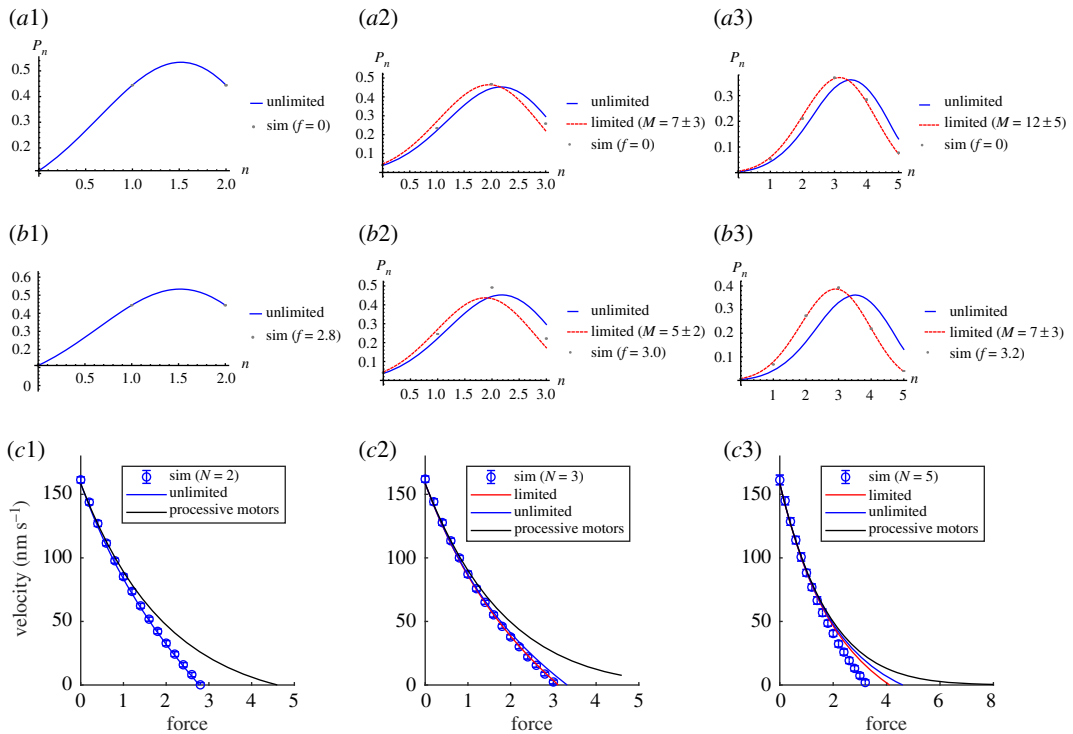 (a1)
P_n
0.5
0.4
0.3
0.2
0.5
1.0
1.5
2.0
n
unlimited
sim (f = 0)
(a2)
P_n
0.5
0.4
0.3
0.2
0.1
0.5
1.0
1.5
2.0
2.5
3.0
n
unlimited
limited (M = 7 ± 3)
sim (f = 0)
(a3)
P_n
0.3
0.2
0.1
1
2
3
4
5
n
unlimited
limited (M = 12 ± 5)
sim (f = 0)
(b1)
P_n
0.6
0.5
0.4
0.3
0.2
0.1
0
0.5
1.0
1.5
2.0
n
unlimited
sim (f = 2.8)
(b2)
P_n
0.5
0.4
0.3
0.2
0.1
0
0.5
1.0
1.5
2.0
2.5
3.0
n
unlimited
limited (M = 5 ± 2)
sim (f = 3.0)
(b3)
P_n
0.4
0.3
0.2
0.1
0
1
2
3
4
5
n
unlimited
limited (M = 7 ± 3)
sim (f = 3.2)
(c1)
velocity (nm s⁻¹)
150
100
50
0
0
1
2
3
4
5
force
sim (N = 2)
unlimited
processive motors
(c2)
150
100
50
0
0
1
2
3
4
5
force
sim (N = 3)
limited
unlimited
processive motors
(c3)
150
100
50
0
0
2
4
6
8
force
sim (N = 5)
limited
unlimited
processive motors